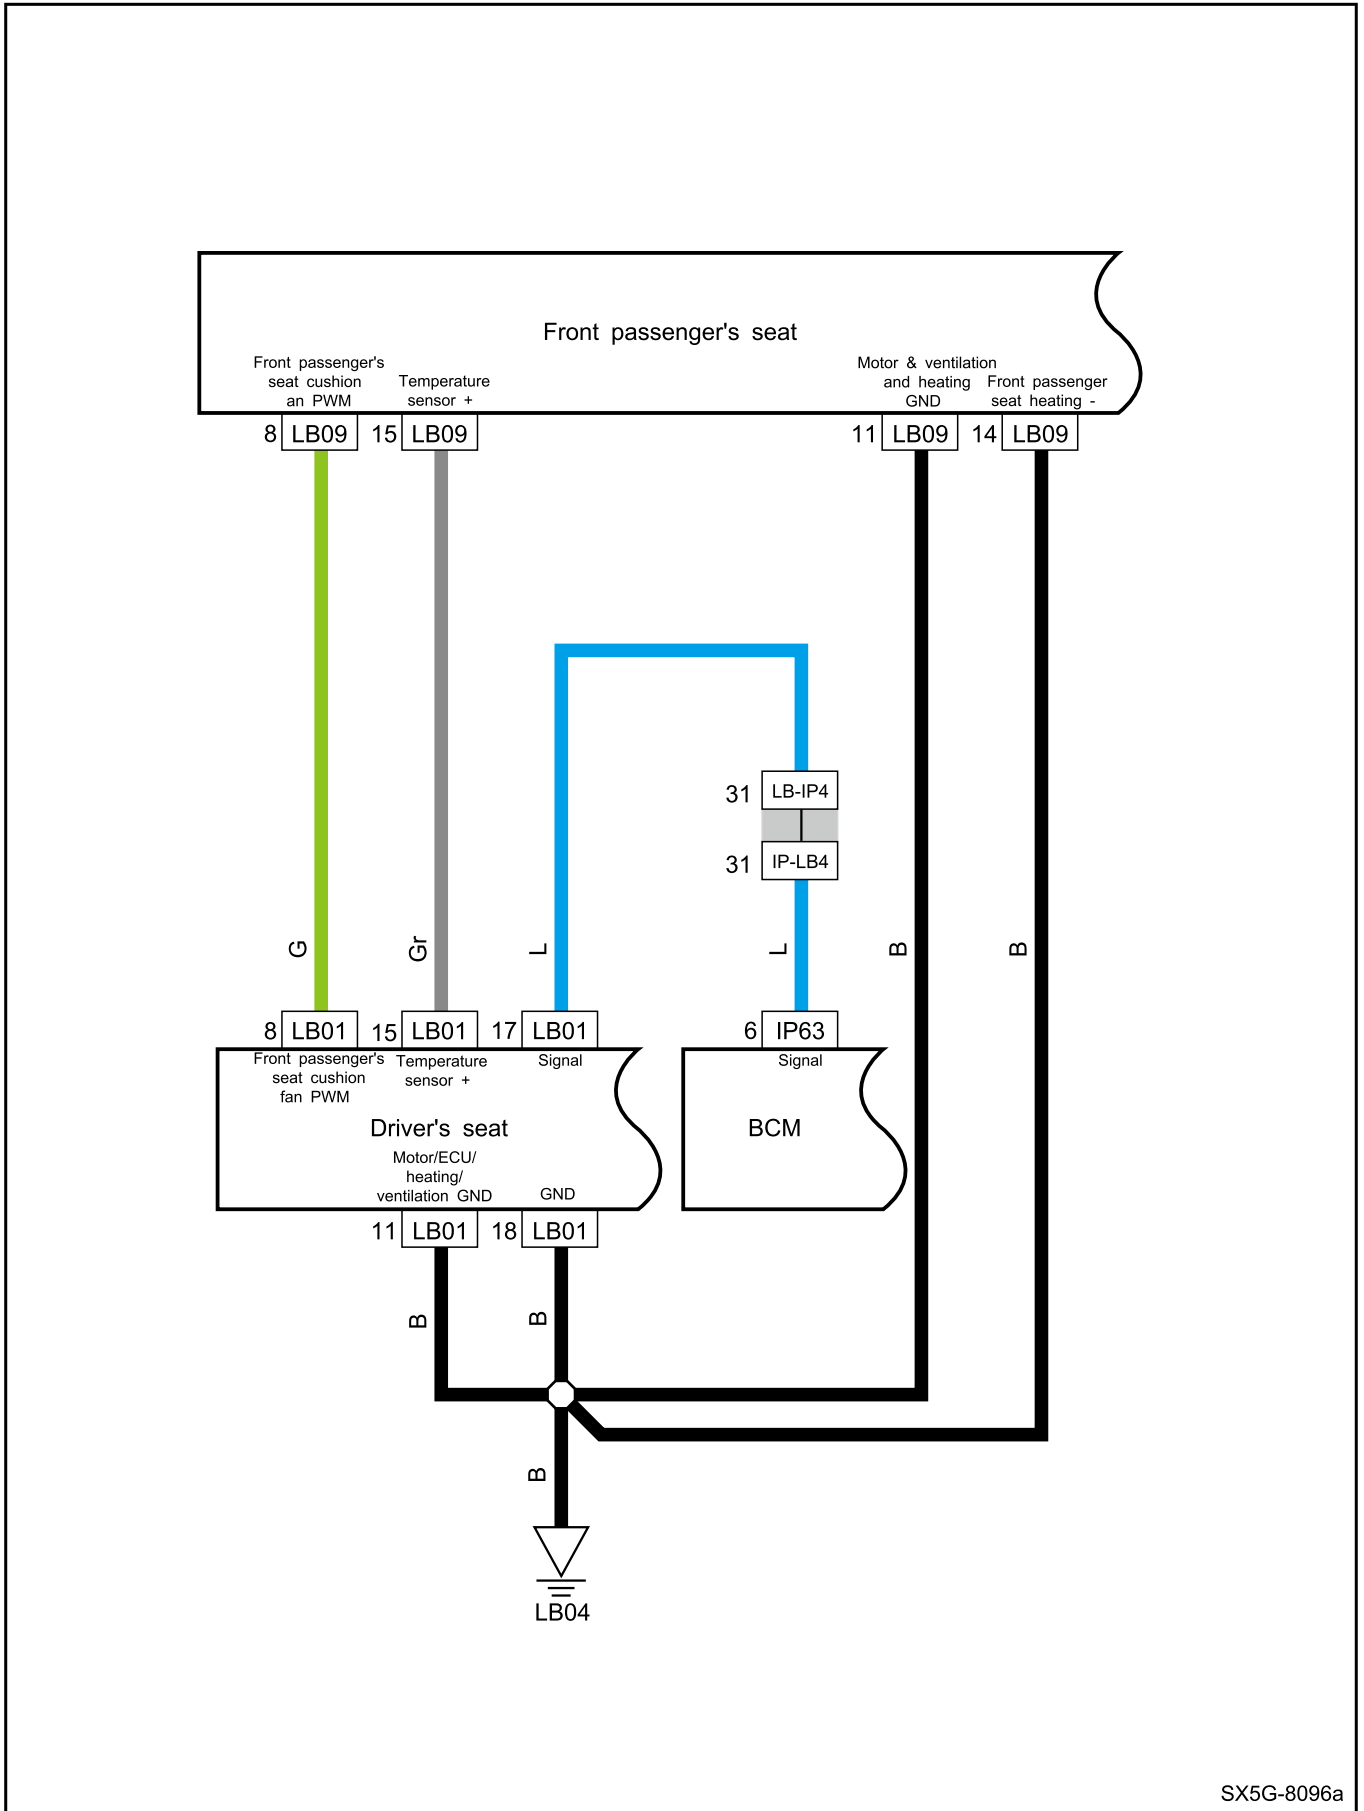 Front passenger's seat
Front passenger's
seat cushion
an PWM
Temperature
sensor +
Motor & ventilation
and heating
GND
Front passenger
seat heating -
8 LB09
15 LB09
11 LB09
14 LB09
31 LB-IP4
31 IP-LB4
G
Gr
L
L
B
B
8 LB01
15 LB01
17 LB01
6 IP63
Front passenger's
seat cushion
fan PWM
Temperature
sensor +
Signal
Signal
Driver's seat
BCM
Motor/ECU/
heating/
ventilation GND
GND
11 LB01
18 LB01
B
B
B
LB04
SX5G-8096a